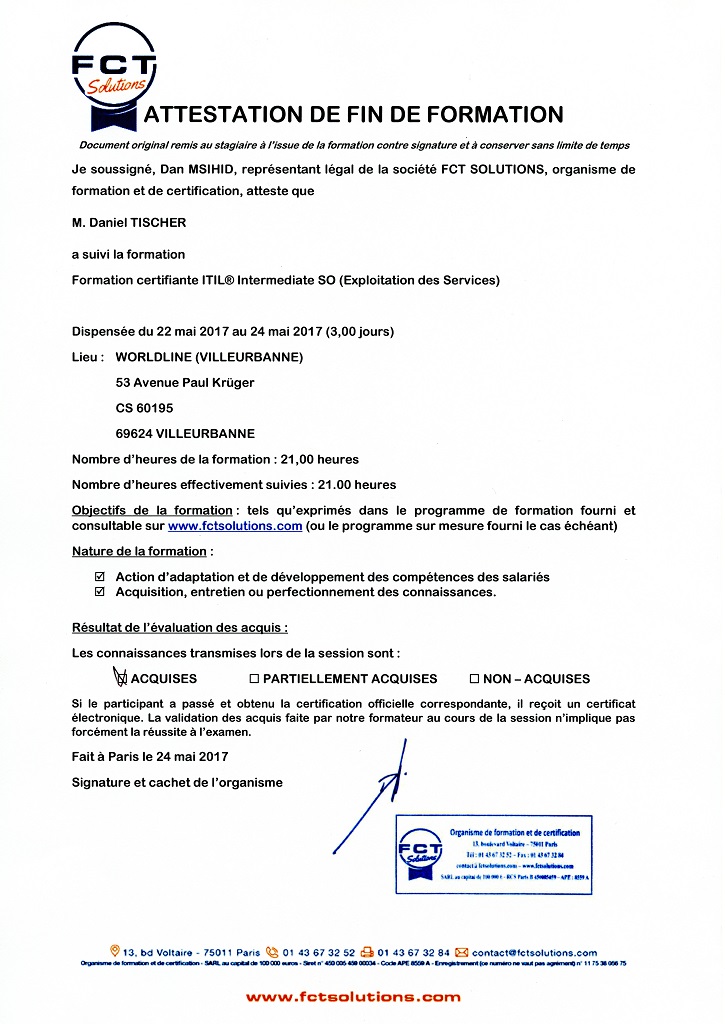 FCT
Solutions
ATTESTATION DE FIN DE FORMATION
Document original remis au stagiaire à l'issue de la formation contre signature et à conserver sans limite de temps
Je soussigné, Dan MSIHID, représentant légal de la société FCT SOLUTIONS, organisme de
formation et de certification, atteste que
M. Daniel TISCHER
a suivi la formation
Formation certifiante ITIL® Intermediate SO (Exploitation des Services)
Dispensée du 22 mai 2017 au 24 mai 2017 (3,00 jours)
Lieu : WORLDLINE (VILLEURBANNE)
53 Avenue Paul Krüger
CS 60195
69624 VILLEURBANNE
Nombre d'heures de la formation : 21,00 heures
Nombre d'heures effectivement suivies : 21.00 heures
Objectifs de la formation : tels qu'exprimés dans le programme de formation fourni et
consultable sur www.fctsolutions.com (ou le programme sur mesure fourni le cas échéant)
Nature de la formation :
☑ Action d'adaptation et de développement des compétences des salariés
☑ Acquisition, entretien ou perfectionnement des connaissances.
Résultat de l'évaluation des acquis :
Les connaissances transmises lors de la session sont :
☑ ACQUISES ☐ PARTIELLEMENT ACQUISES ☐ NON – ACQUISES
Si le participant a passé et obtenu la certification officielle correspondante, il reçoit un certificat
électronique. La validation des acquis faite par notre formateur au cours de la session n'implique pas
forcément la réussite à l'examen.
Fait à Paris le 24 mai 2017
Signature et cachet de l'organisme
FCT
Solutions
Organisme de formation et de certification
13, boulevard Voltaire - 75011 Paris
Tél : 01 43 67 32 52 - Fax : 01 43 67 32 84
contact@fctsolutions.com - www.fctsolutions.com
SARL au capital de 100 000 € - RCS Paris B - APE : 8559 A
13, bd Voltaire - 75011 Paris 01 43 67 32 52 01 43 67 32 84 contact@fctsolutions.com
Organisme de formation et de certification - SARL au capital de 100 000 euros - Siret n° - Code APE 8559 A - Enregistrement (ce numéro ne vaut pas agrément) n° 11 75 36 056 75
www.fctsolutions.com